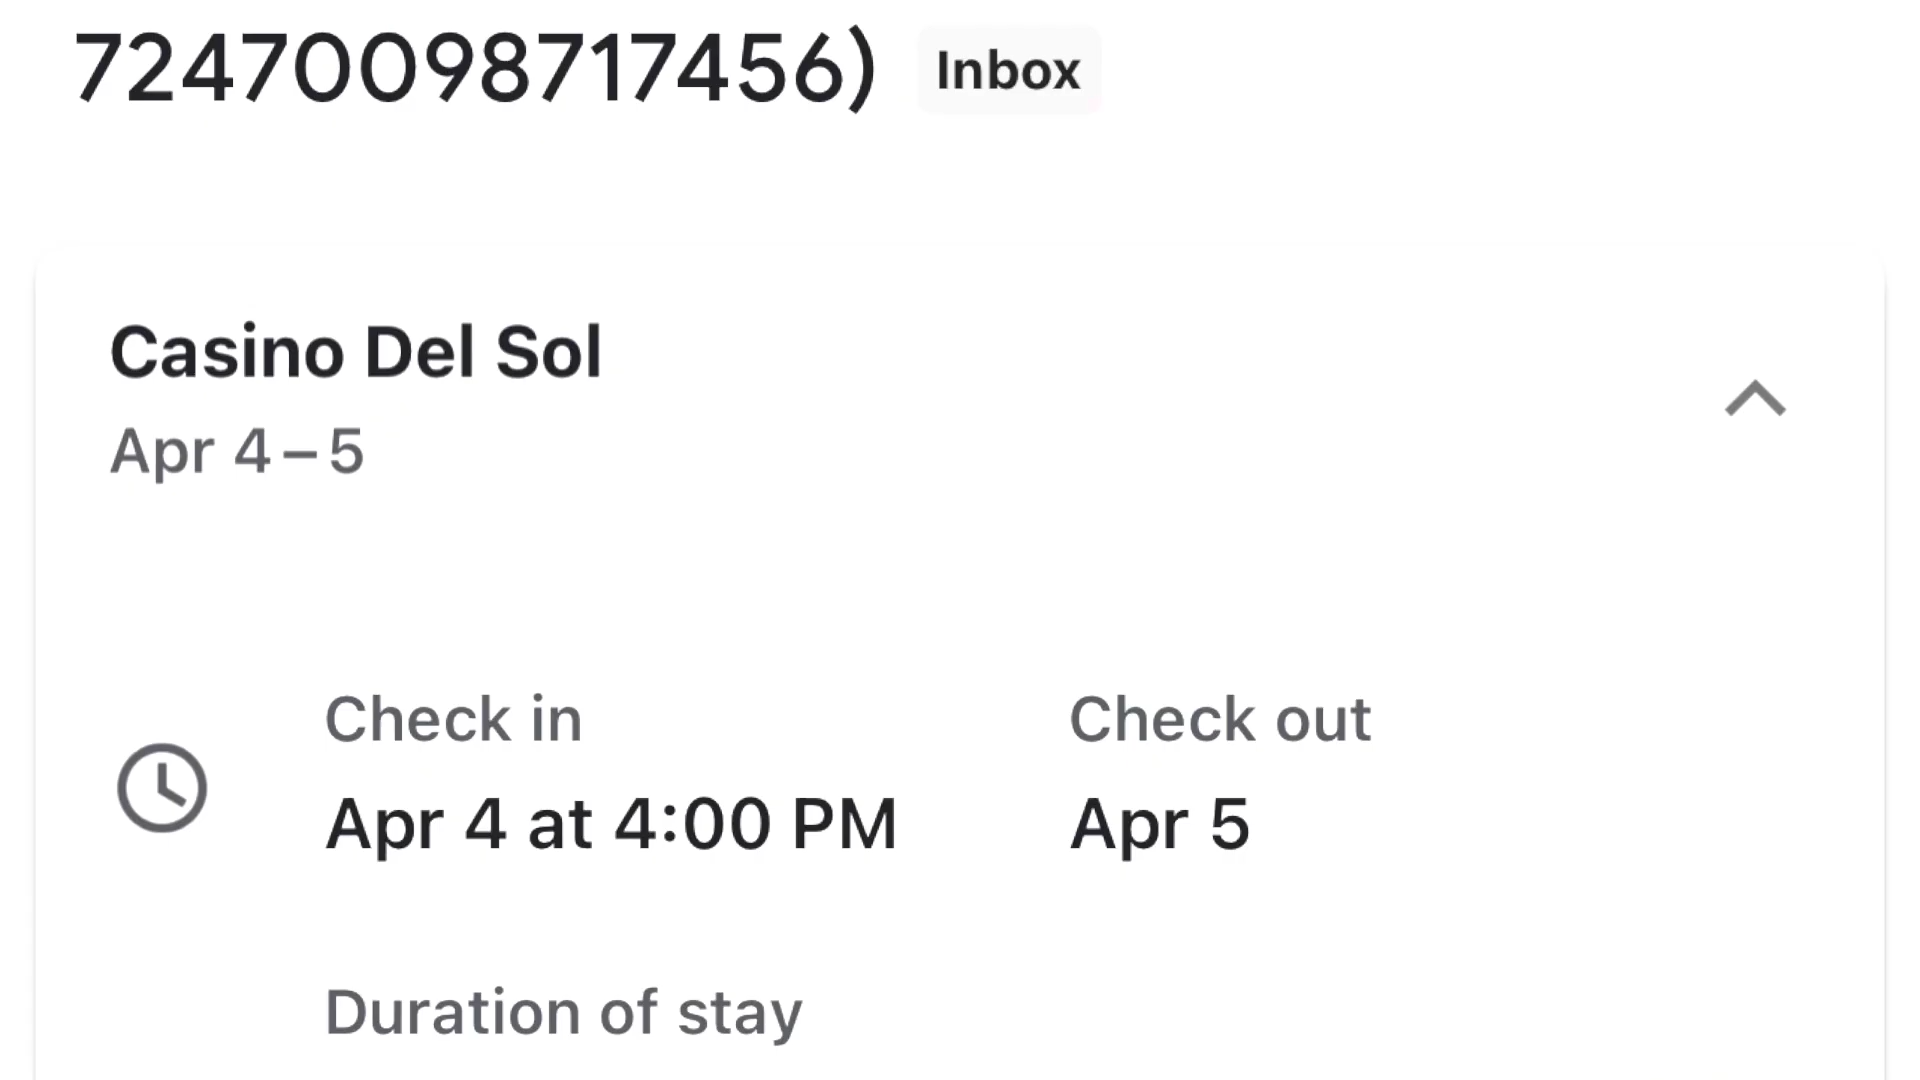 72470098717456) Inbox
Casino Del Sol
Apr 4 – 5
Check in
Check out
Apr 4 at 4:00 PM
Apr 5
Duration of stay